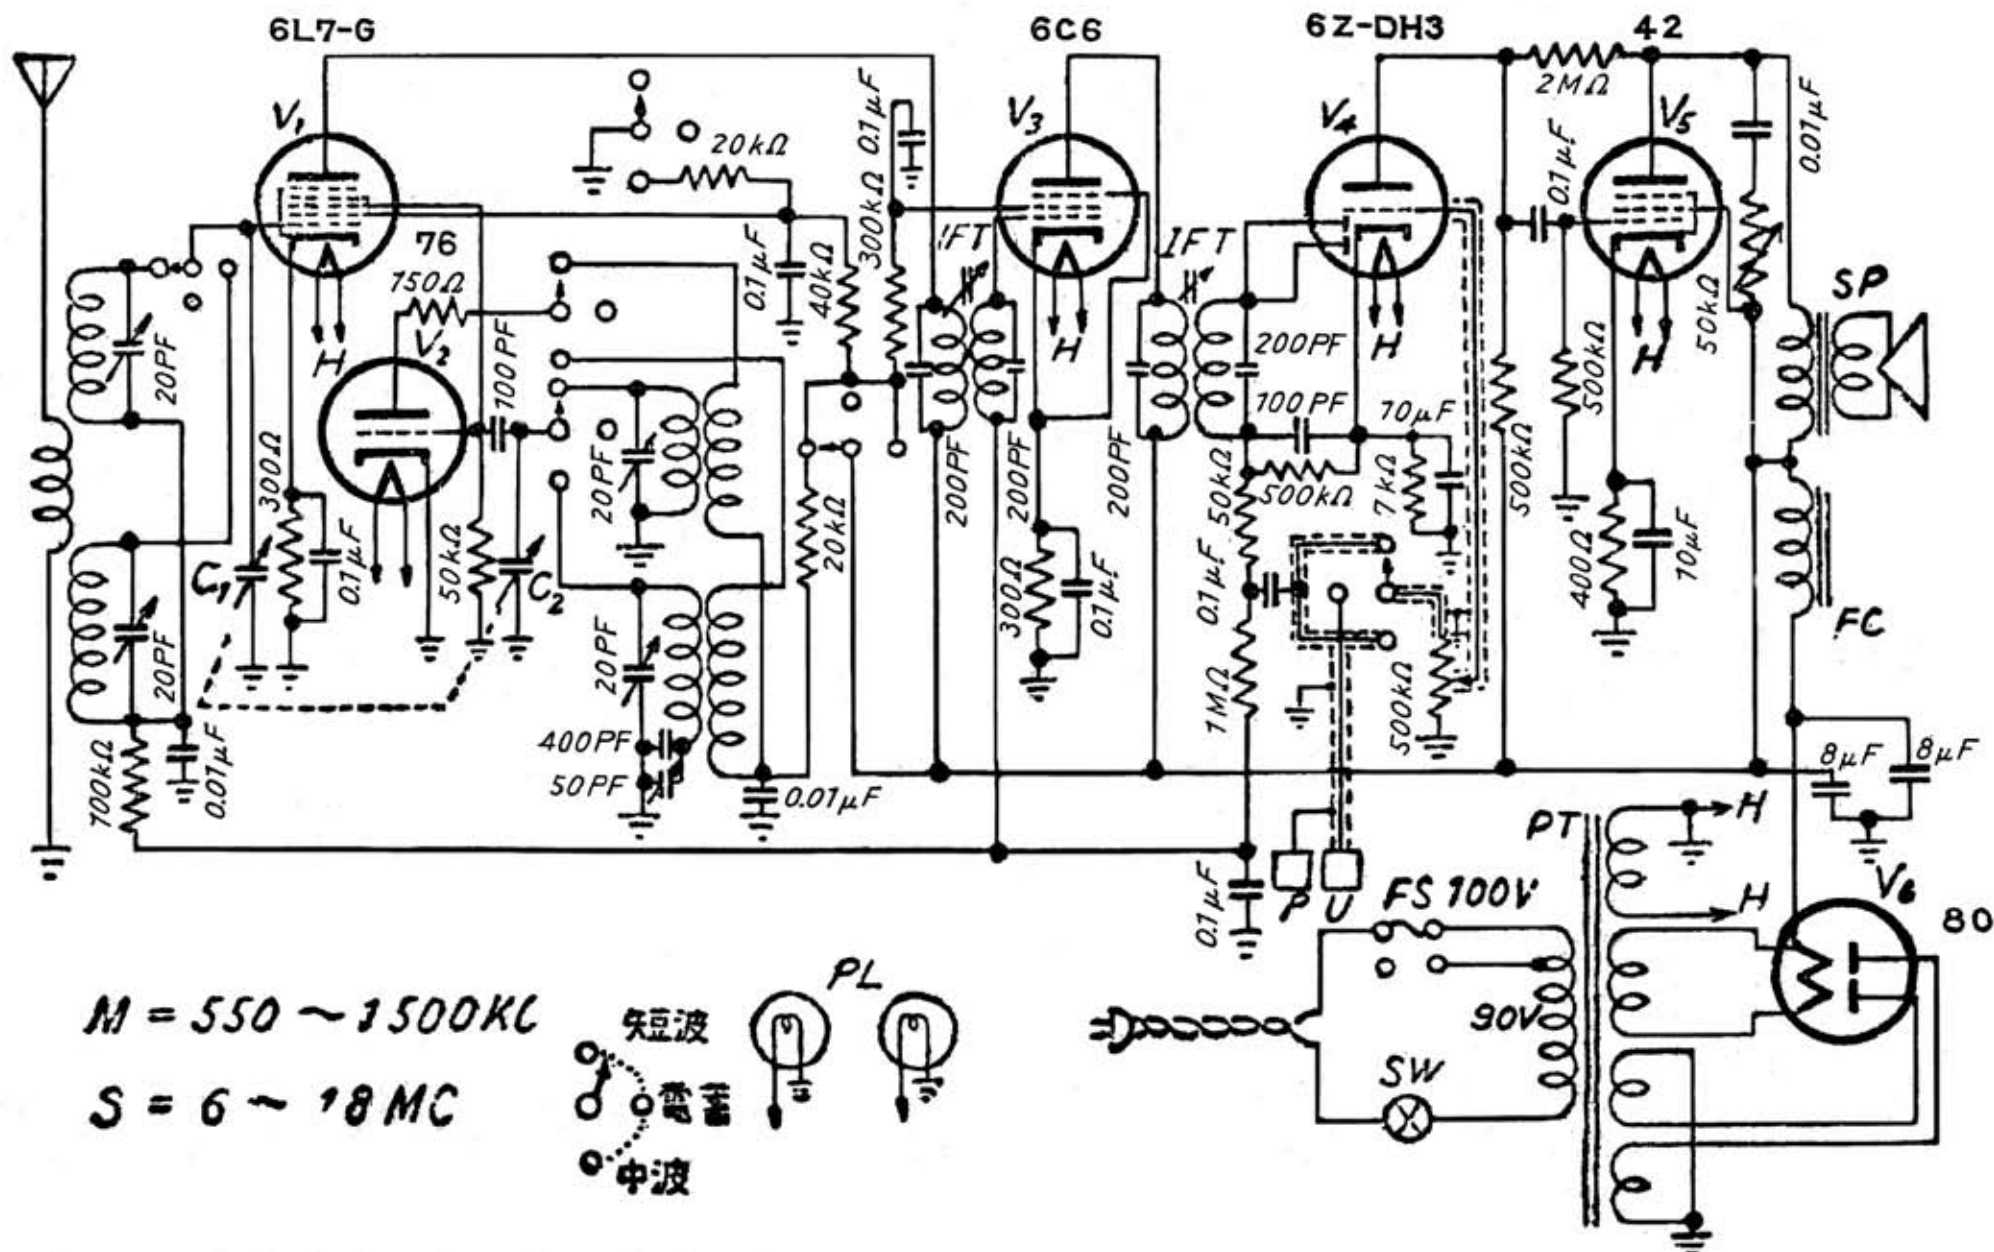 6L7-G
6C6
6Z-DH3
42
V₁
V₃
V₄
V₅
20kΩ
0.1μF
300kΩ
2MΩ
0.1μF
0.01μF
76
750Ω
V₂
100PF
0.1μF
40kΩ
IFT
IFT
50kΩ
SP
20PF
H
H
H
H
200PF
100PF
10μF
500kΩ
500kΩ
300Ω
20PF
20kΩ
200PF
200PF
200PF
50kΩ
500kΩ
7kΩ
C₁
0.1μF
50kΩ
C₂
300Ω
0.1μF
0.1μF
400Ω
10μF
FC
20PF
20PF
1MΩ
500kΩ
700kΩ
0.01μF
400PF
50PF
0.01μF
8μF
8μF
PT
H
H
V₆
80
0.1μF
P
U
FS 100V
90V
SW
M = 550 ~ 1500KC
S = 6 ~ 18MC
短波
電蓄
中波
PL